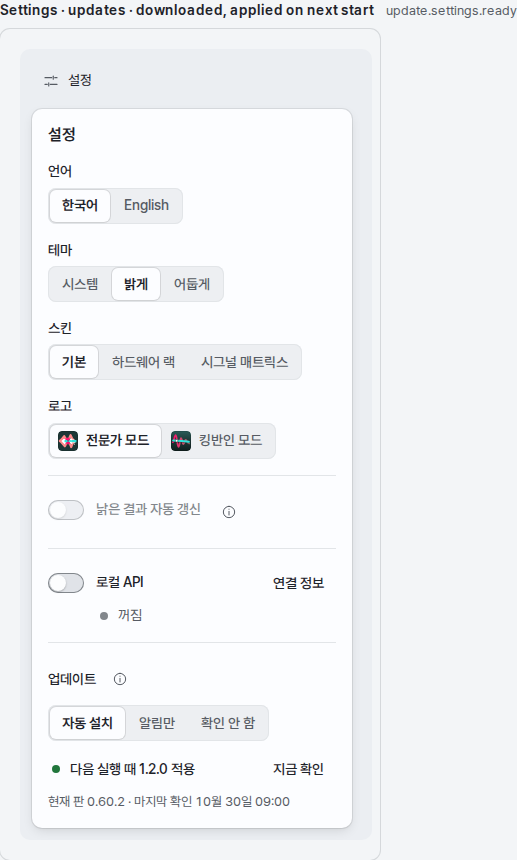 Settings · updates · downloaded, applied on next start update.settings.ready
설정
설정
언어
한국어 English
테마
시스템 밝게 어둡게
스킨
기본 하드웨어 랙 시그널 매트릭스
로고
전문가 모드 킹반인 모드
낡은 결과 자동 갱신
로컬 API 연결 정보
꺼짐
업데이트
자동 설치 알림만 확인 안 함
다음 실행 때 1.2.0 적용 지금 확인
현재 판 0.60.2 · 마지막 확인 10월 30일 09:00